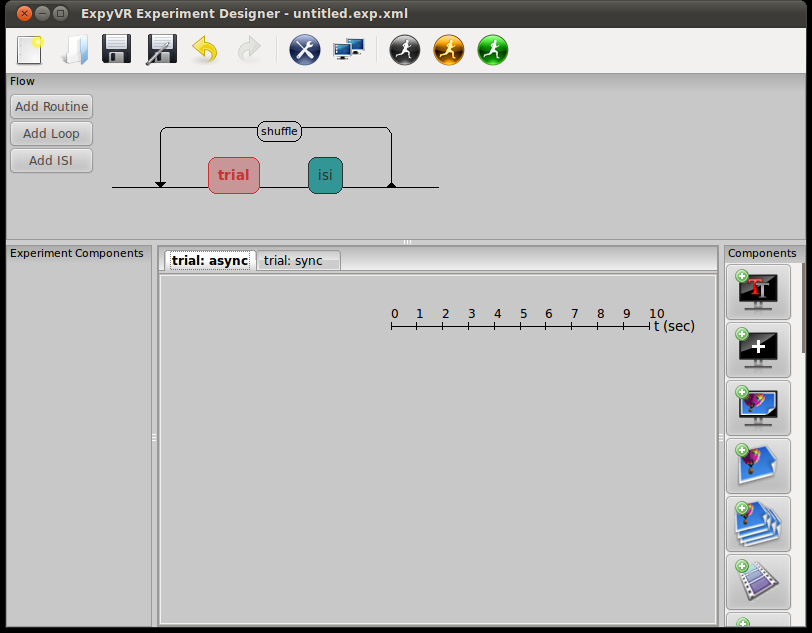 ExpyVR Experiment Designer - untitled.exp.xml
Flow
Add Routine
Add Loop
Add ISI
shuffle
trial
isi
Experiment Components
trial: async
trial: sync
Components
0 1 2 3 4 5 6 7 8 9 10
t (sec)
TT